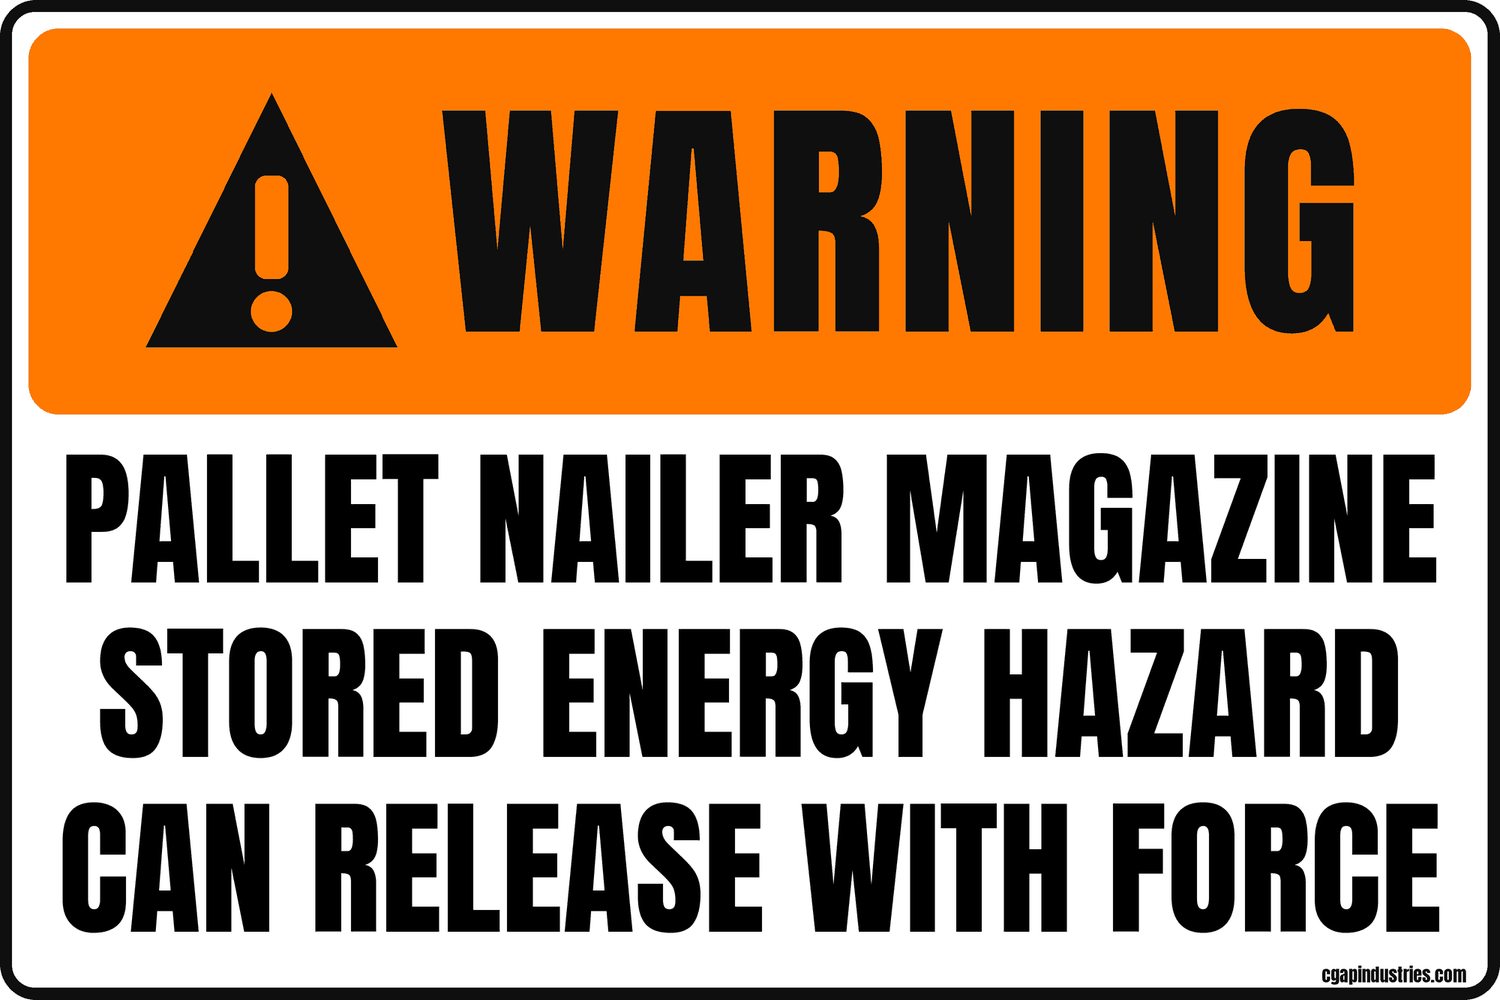 WARNING
PALLET NAILER MAGAZINE
STORED ENERGY HAZARD
CAN RELEASE WITH FORCE
cgapindustries.com